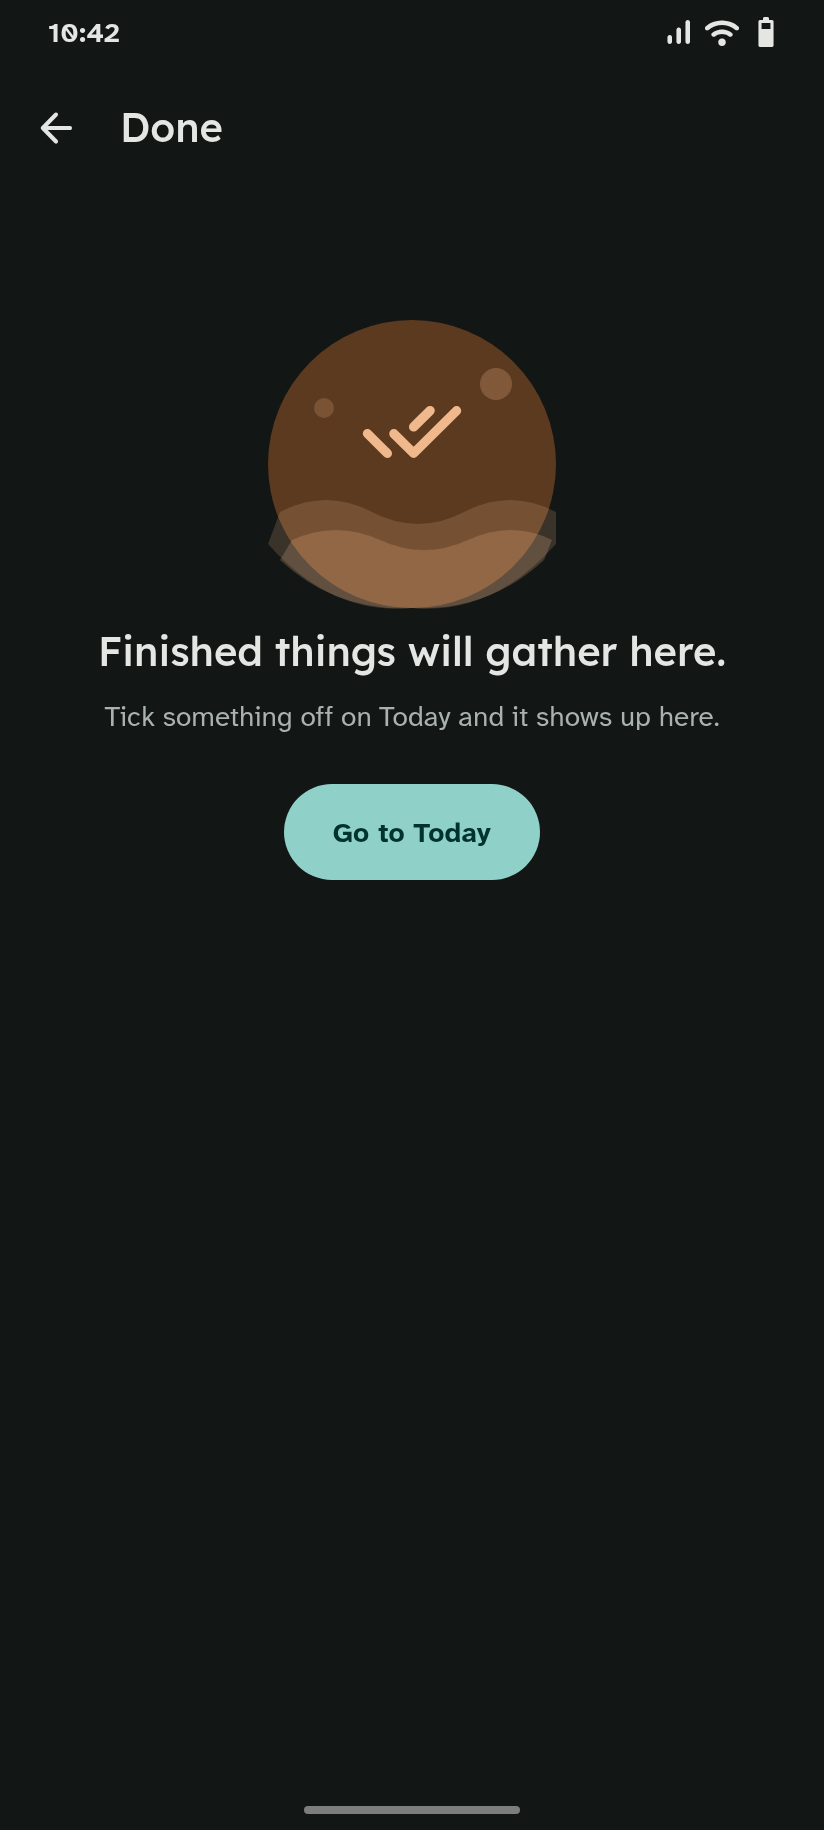 10:42
Done
Finished things will gather here.
Tick something off on Today and it shows up here.
Go to Today